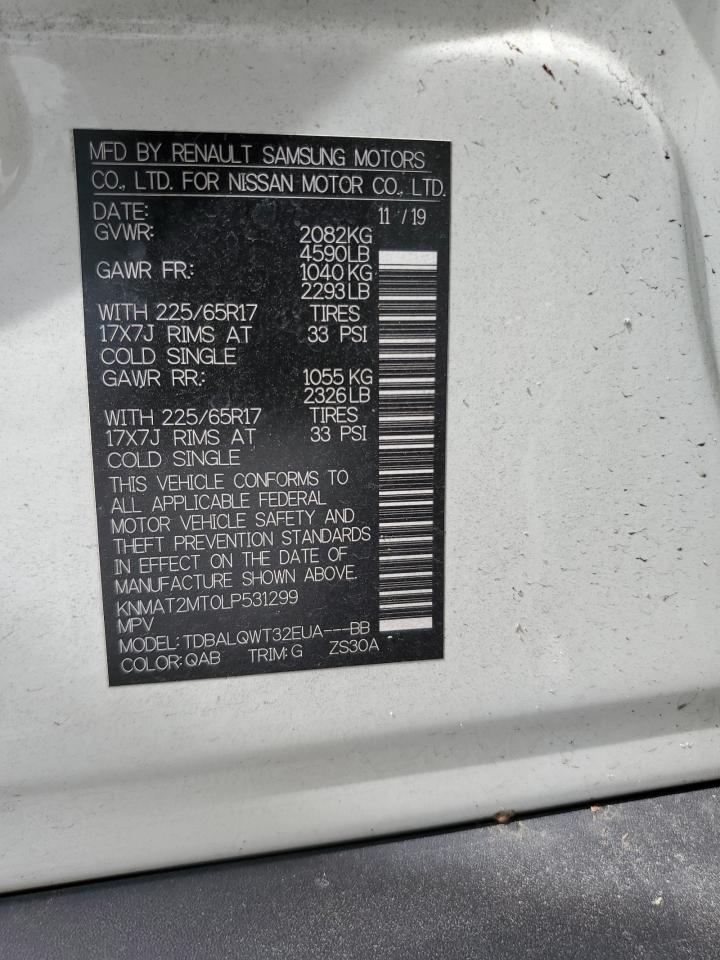 MFD BY RENAULT SAMSUNG MOTORS
CO., LTD. FOR NISSAN MOTOR CO., LTD.
DATE: 11 / 19
GVWR: 2082KG
4590LB
GAWR FR.: 1040 KG
2293 LB
WITH 225/65R17 TIRES
17X7J RIMS AT 33 PSI
COLD SINGLE
GAWR RR.: 1055 KG
2326 LB
WITH 225/65R17 TIRES
17X7J RIMS AT 33 PSI
COLD SINGLE
THIS VEHICLE CONFORMS TO
ALL APPLICABLE FEDERAL
MOTOR VEHICLE SAFETY AND
THEFT PREVENTION STANDARDS
IN EFFECT ON THE DATE OF
MANUFACTURE SHOWN ABOVE.
KNMAT2MT0LP531299
MPV
MODEL: TDBALQWT32EUA---BB
COLOR: QAB TRIM: G ZS30A